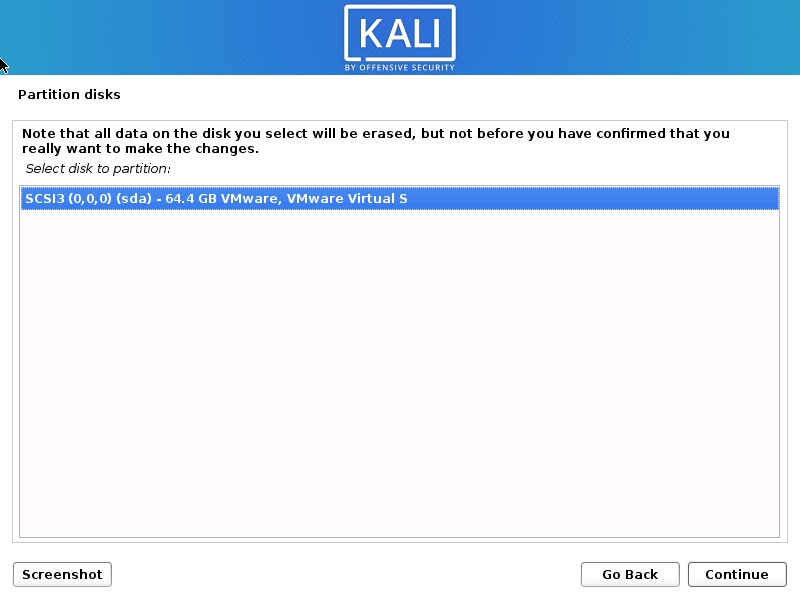 KALI
BY OFFENSIVE SECURITY
Partition disks
Note that all data on the disk you select will be erased, but not before you have confirmed that you
really want to make the changes.
Select disk to partition:
SCSI3 (0,0,0) (sda) - 64.4 GB VMware, VMware Virtual S
Screenshot
Go Back
Continue